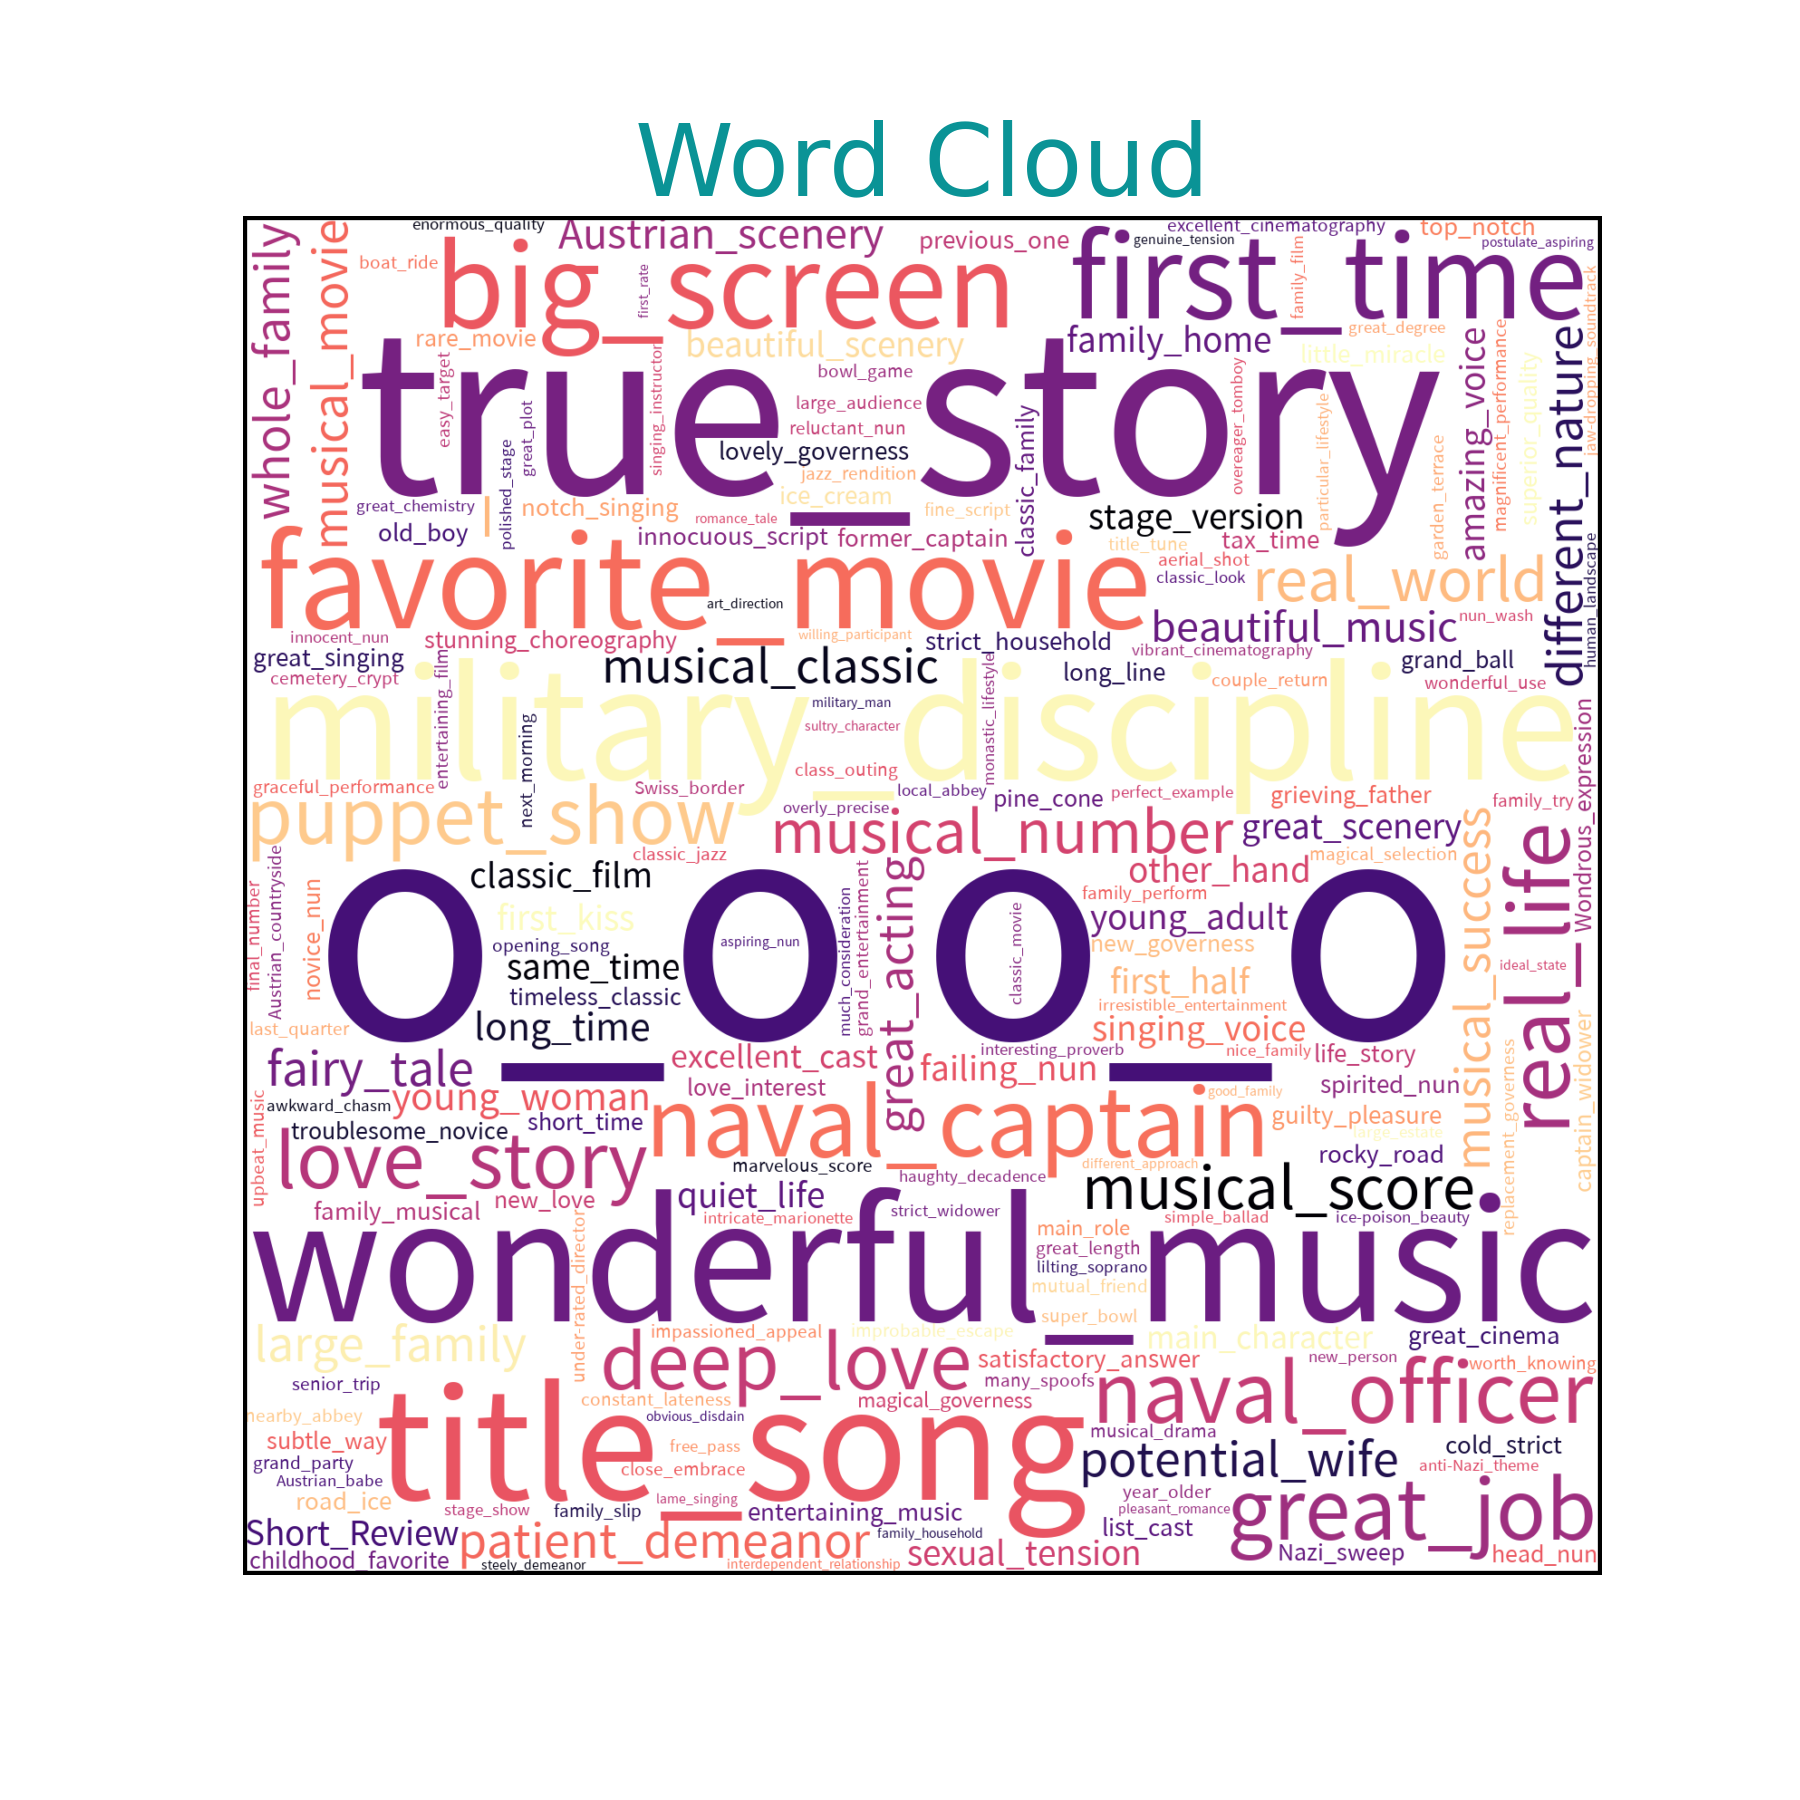 Word Cloud
enormous_quality
Austrian_scenery
previous_one
excellent_cinematography
top_notch
genuine_tension
postulate_aspiring
boat_ride
big_screen
first_rate
first_time
family_film
whole_family
musical_movie
rare_movie
beautiful_scenery
family_home
great_degree
little_miracle
jaw-dropping_soundtrack
true_story
easy_target
great_plot
singing_instructor
bowl_game
large_audience
reluctant_nun
lovely_governess
jazz_rendition
ice_cream
classic_family
overeager_tomboy
particular_lifestyle
amazing_voice
magnificent_performance
superior_quality
different_nature
garden_terrace
great_chemistry
polished_stage
notch_singing
romance_tale
fine_script
stage_version
old_boy
innocuous_script
former_captain
title_tune
tax_time
favorite_movie
aerial_shot
classic_look
real_world
human_landscape
art_direction
innocent_nun
stunning_choreography
willing_participant
strict_household
beautiful_music
nun_wash
great_singing
musical_classic
vibrant_cinematography
long_line
grand_ball
cemetery_crypt
couple_return
wonderful_use
military_discipline
entertaining_film
next_morning
military_man
sultry_character
monastic_lifestyle
class_outing
Wondrous_expression
graceful_performance
Swiss_border
local_abbey
overly_precise
pine_cone
perfect_example
grieving_father
family_try
puppet_show
musical_number
great_scenery
classic_jazz
magical_selection
musical_success
real_life
other_hand
classic_film
family_perform
final_number
Austrian_countryside
novice_nun
O_O O_O
first_kiss
opening_song
aspiring_nun
much_consideration
grand_entertainment
great_acting
classic_movie
young_adult
new_governess
same_time
first_half
ideal_state
timeless_classic
irresistible_entertainment
last_quarter
long_time
singing_voice
captain_widower
fairy_tale
excellent_cast
interesting_proverb
nice_family
life_story
failing_nun
love_interest
spirited_nun
upbeat_music
awkward_chasm
young_woman
good_family
replacement_governess
troublesome_novice
short_time
naval_captain
guilty_pleasure
large_estate
love_story
marvelous_score
different_approach
rocky_road
haughty_decadence
new_love
quiet_life
musical_score
family_musical
intricate_marionette
strict_widower
main_role
simple_ballad
ice-poison_beauty
wonderful_music
under-rated_director
great_length
lilting_soprano
mutual_friend
super_bowl
large_family
impassioned_appeal
improbable_escape
main_character
great_cinema
deep_love
satisfactory_answer
new_person
worth_knowing
senior_trip
many_spoofs
naval_officer
constant_lateness
magical_governess
nearby_abbey
title_song
obvious_disdain
musical_drama
subtle_way
free_pass
potential_wife
cold_strict
grand_party
close_embrace
anti-Nazi_theme
Austrian_babe
year_older
road_ice
lame_singing
pleasant_romance
great_job
stage_show
family_slip
entertaining_music
list_cast
Short_Review
patient_demeanor
family_household
childhood_favorite
steely_demeanor
interdependent_relationship
sexual_tension
Nazi_sweep
head_nun